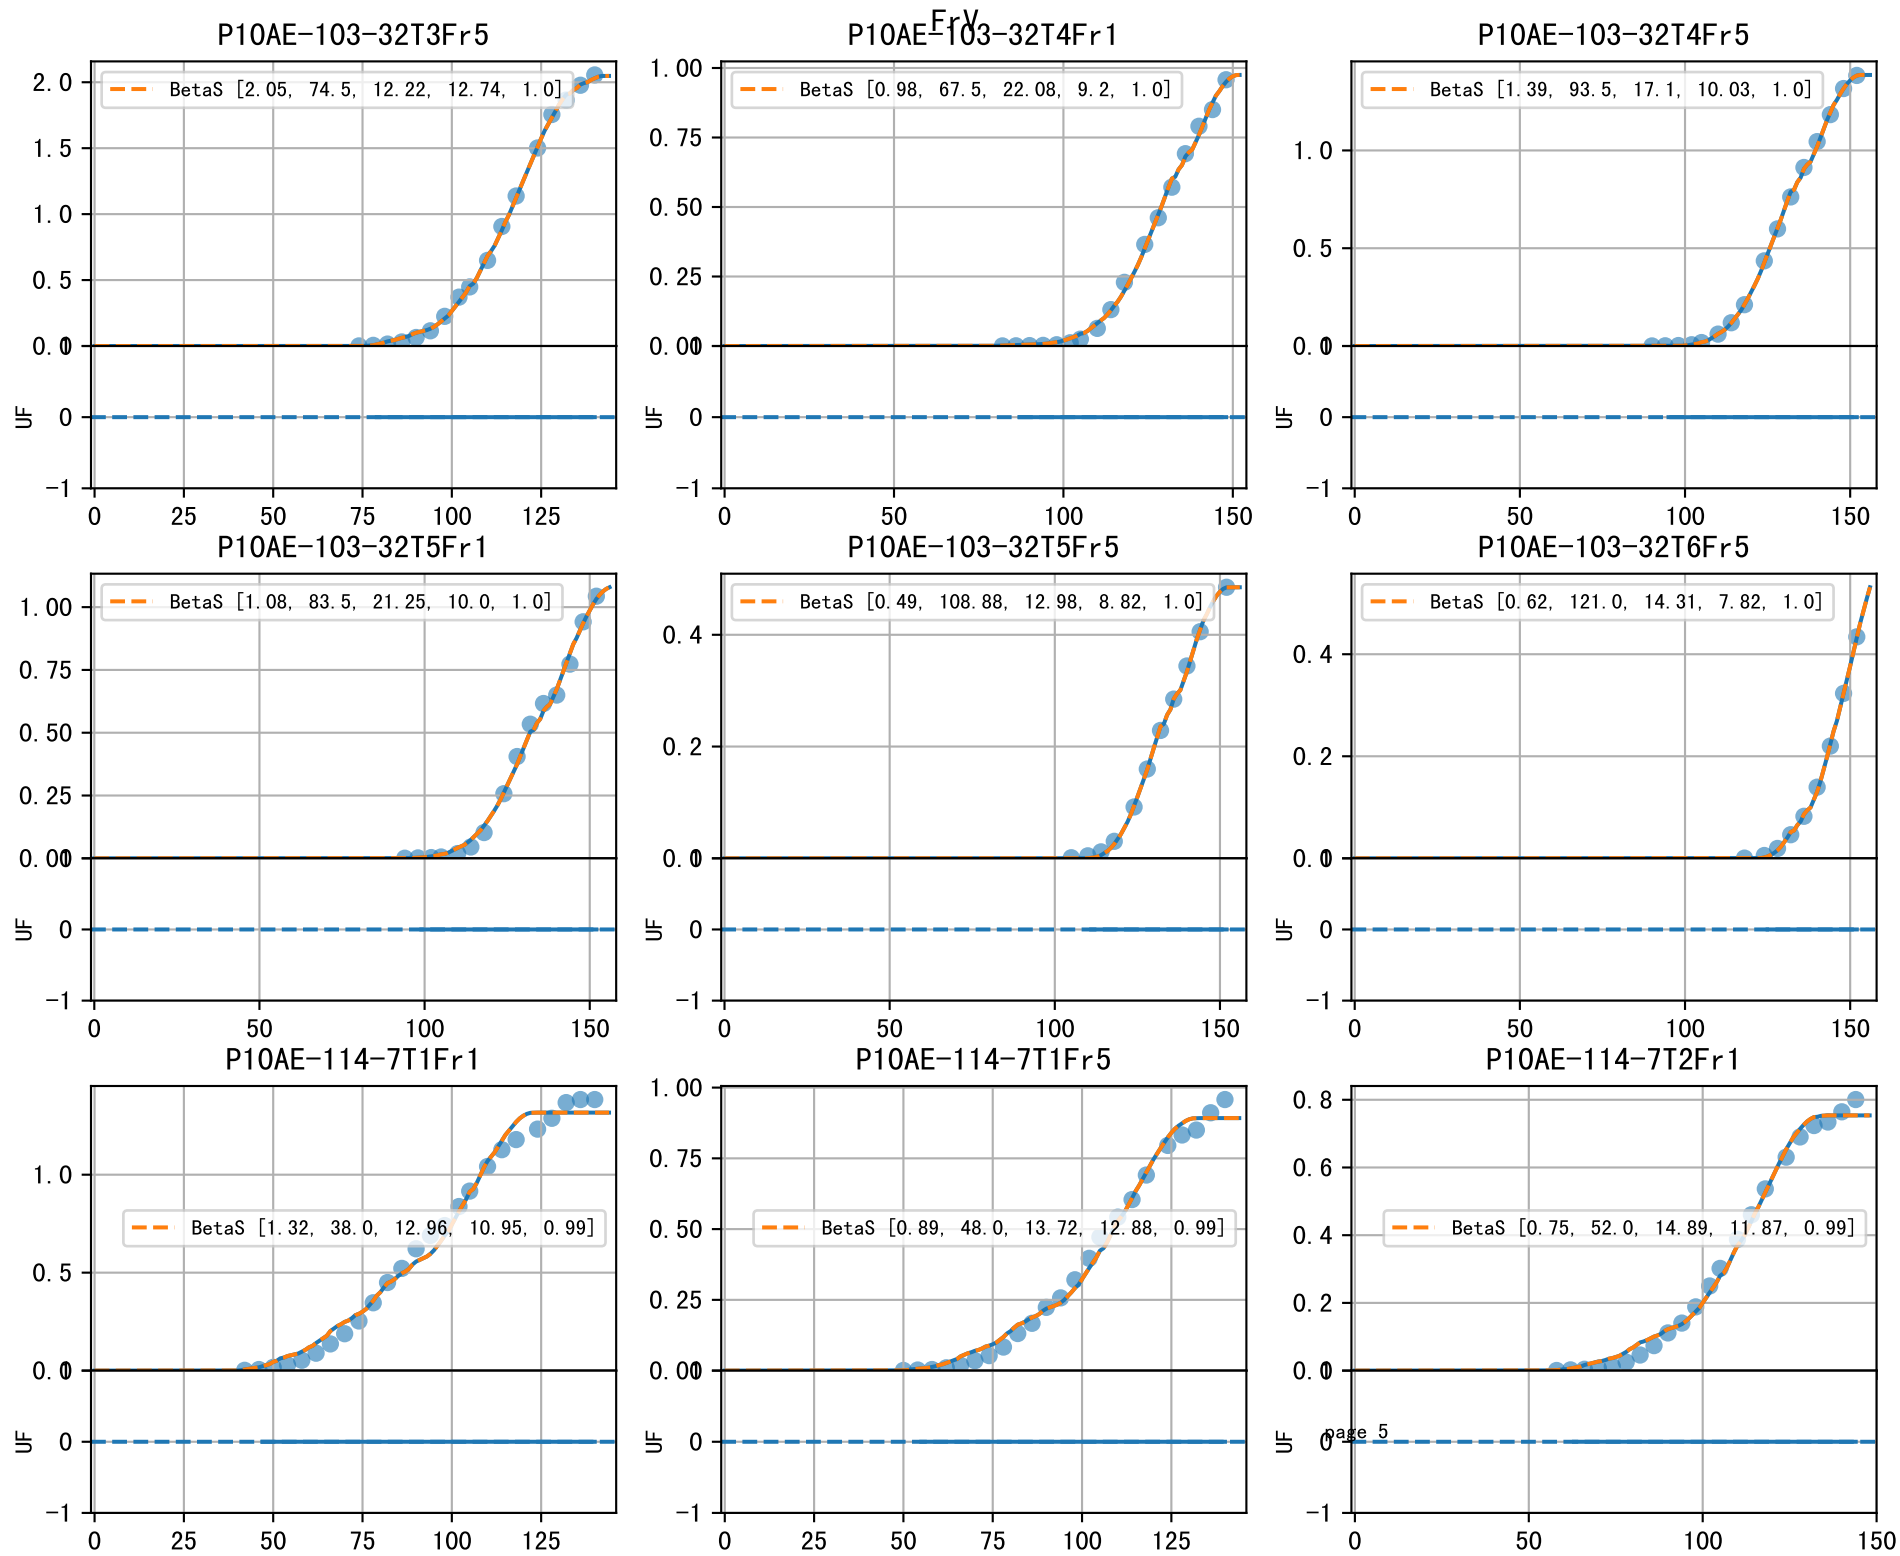 FrV
P10AE-103-32T3Fr5
BetaS [2.05, 74.5, 12.22, 12.74, 1.0]
2.0
1.5
1.0
0.5
0.0
1
UF
0
-1
0 25 50 75 100 125
P10AE-103-32T4Fr1
BetaS [0.98, 67.5, 22.08, 9.2, 1.0]
1.00
0.75
0.50
0.25
0.00
1
UF
0
-1
0 50 100 150
P10AE-103-32T4Fr5
BetaS [1.39, 93.5, 17.1, 10.03, 1.0]
1.0
0.5
0.0
1
UF
0
-1
0 50 100 150
P10AE-103-32T5Fr1
BetaS [1.08, 83.5, 21.25, 10.0, 1.0]
1.00
0.75
0.50
0.25
0.00
1
UF
0
-1
0 50 100 150
P10AE-103-32T5Fr5
BetaS [0.49, 108.88, 12.98, 8.82, 1.0]
0.4
0.2
0.0
1
UF
0
-1
0 50 100 150
P10AE-103-32T6Fr5
BetaS [0.62, 121.0, 14.31, 7.82, 1.0]
0.4
0.2
0.0
1
UF
0
-1
0 50 100 150
P10AE-114-7T1Fr1
1.0
BetaS [1.32, 38.0, 12.96, 10.95, 0.99]
0.5
0.0
1
UF
0
-1
0 25 50 75 100 125
P10AE-114-7T1Fr5
1.00
0.75
0.50
BetaS [0.89, 48.0, 13.72, 12.88, 0.99]
0.25
0.00
1
UF
0
-1
0 25 50 75 100 125
P10AE-114-7T2Fr1
0.8
0.6
BetaS [0.75, 52.0, 14.89, 11.87, 0.99]
0.4
0.2
0.0
1
UF
0
page 5
-1
0 50 100 150